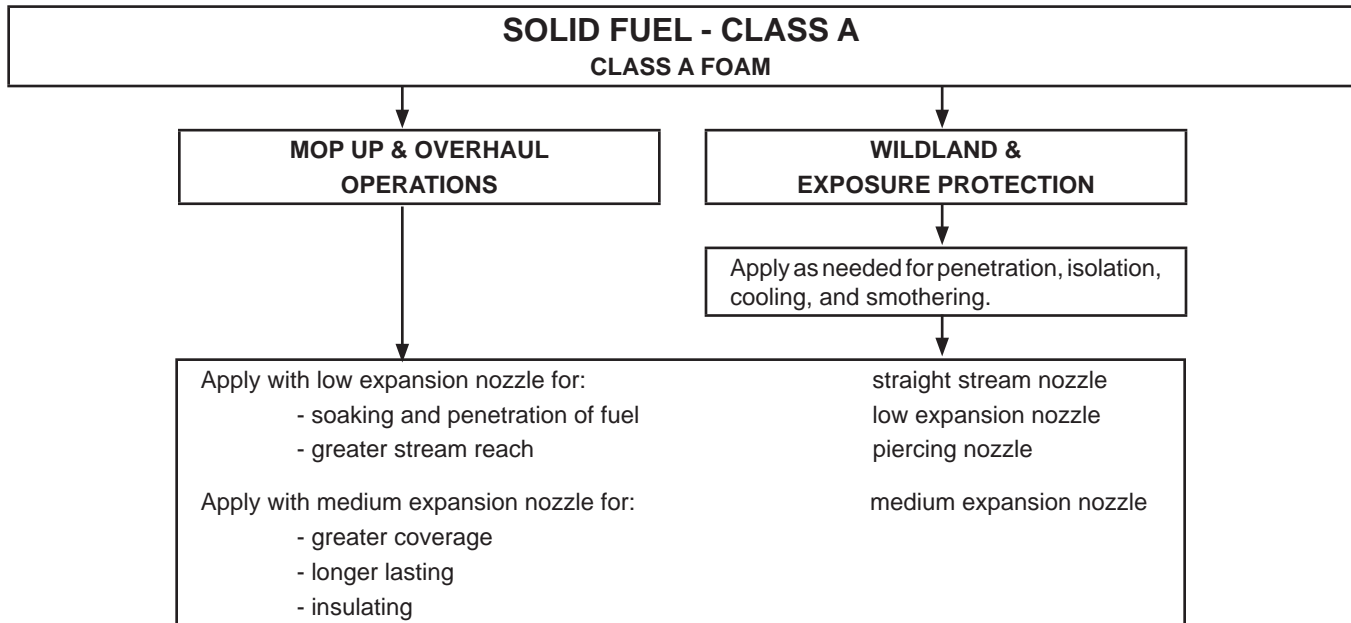 SOLID FUEL - CLASS A
CLASS A FOAM
MOP UP & OVERHAUL
OPERATIONS
WILDLAND &
EXPOSURE PROTECTION
Apply as needed for penetration, isolation,
cooling, and smothering.
Apply with low expansion nozzle for:
- soaking and penetration of fuel
- greater stream reach
straight stream nozzle
low expansion nozzle
piercing nozzle
Apply with medium expansion nozzle for:
- greater coverage
- longer lasting
- insulating
medium expansion nozzle